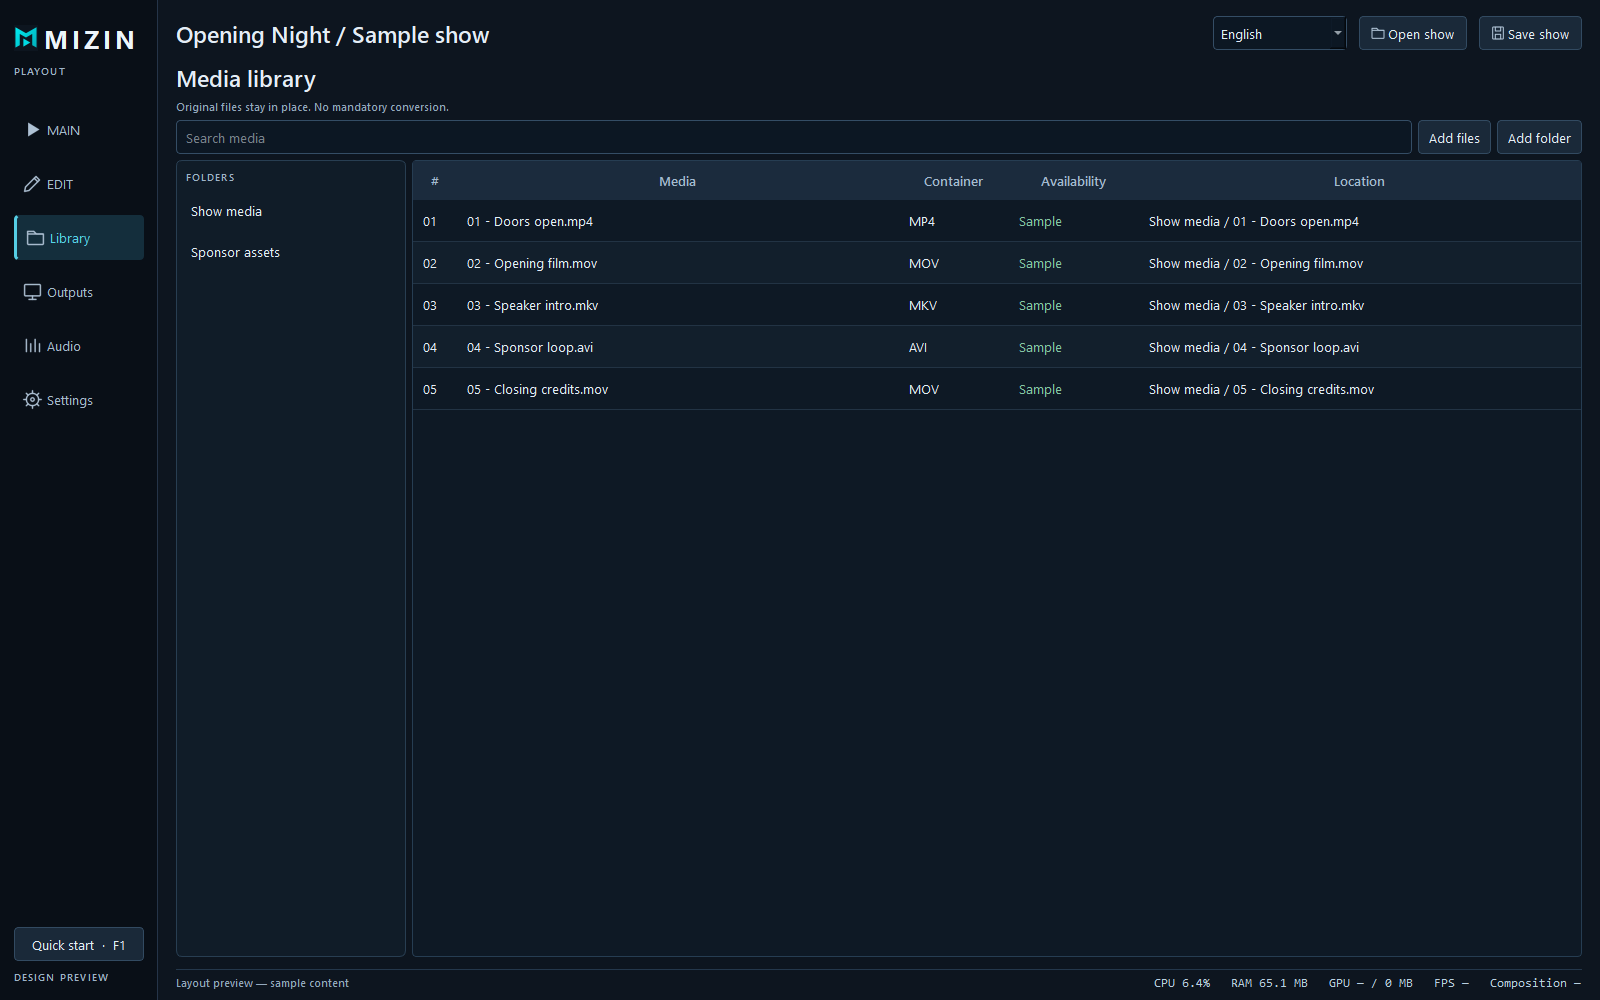 MIZIN
PLAYOUT
MAIN
EDIT
Library
Outputs
Audio
Settings
Quick start · F1
DESIGN PREVIEW
Opening Night / Sample show
English
Open show
Save show
Media library
Original files stay in place. No mandatory conversion.
Search media
Add files
Add folder
FOLDERS
Show media
Sponsor assets
# Media Container Availability Location
01 01 - Doors open.mp4 MP4 Sample Show media / 01 - Doors open.mp4
02 02 - Opening film.mov MOV Sample Show media / 02 - Opening film.mov
03 03 - Speaker intro.mkv MKV Sample Show media / 03 - Speaker intro.mkv
04 04 - Sponsor loop.avi AVI Sample Show media / 04 - Sponsor loop.avi
05 05 - Closing credits.mov MOV Sample Show media / 05 - Closing credits.mov
Layout preview — sample content
CPU 6.4% RAM 65.1 MB GPU — / 0 MB FPS — Composition —